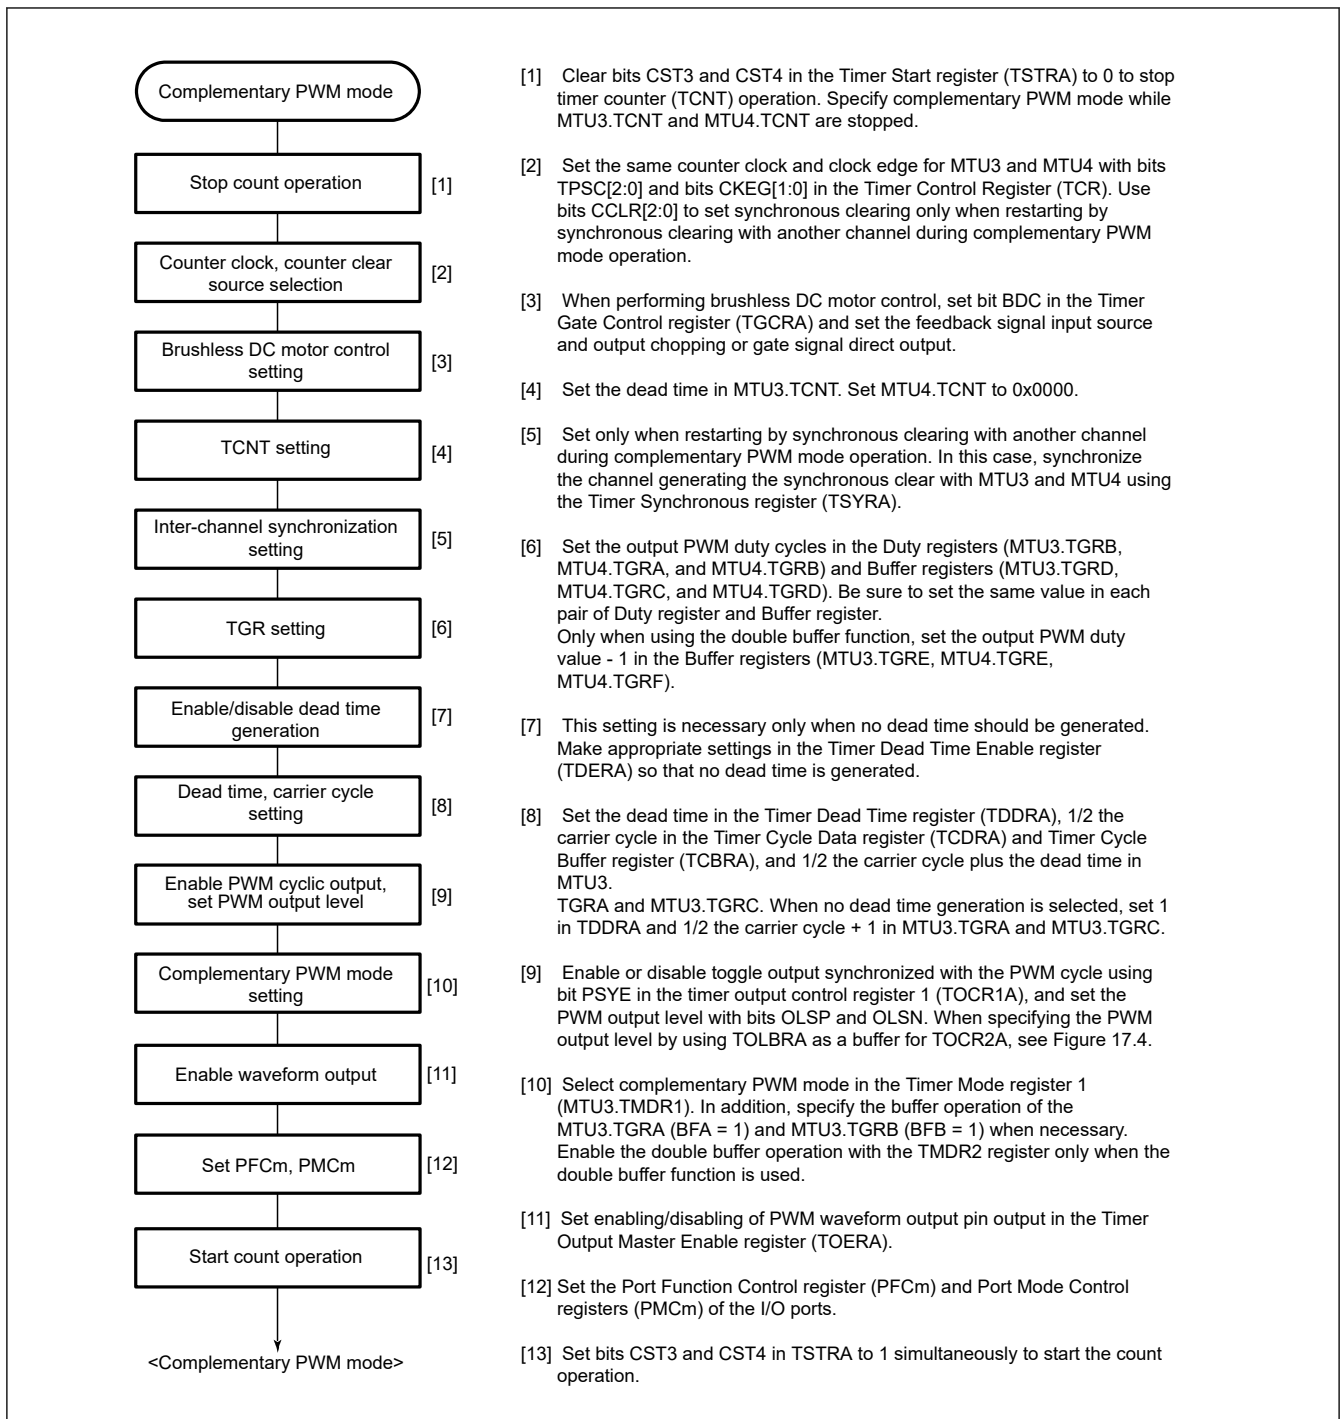 Complementary PWM mode
Stop count operation
[1]
Counter clock, counter clear
source selection
[2]
Brushless DC motor control
setting
[3]
TCNT setting
[4]
Inter-channel synchronization
setting
[5]
TGR setting
[6]
Enable/disable dead time
generation
[7]
Dead time, carrier cycle
setting
[8]
Enable PWM cyclic output,
set PWM output level
[9]
Complementary PWM mode
setting
[10]
Enable waveform output
[11]
Set PFCm, PMCm
[12]
Start count operation
[13]
<Complementary PWM mode>
[1] Clear bits CST3 and CST4 in the Timer Start register (TSTRA) to 0 to stop
timer counter (TCNT) operation. Specify complementary PWM mode while
MTU3.TCNT and MTU4.TCNT are stopped.
[2] Set the same counter clock and clock edge for MTU3 and MTU4 with bits
TPSC[2:0] and bits CKEG[1:0] in the Timer Control Register (TCR). Use
bits CCLR[2:0] to set synchronous clearing only when restarting by
synchronous clearing with another channel during complementary PWM
mode operation.
[3] When performing brushless DC motor control, set bit BDC in the Timer
Gate Control register (TGCRA) and set the feedback signal input source
and output chopping or gate signal direct output.
[4] Set the dead time in MTU3.TCNT. Set MTU4.TCNT to 0x0000.
[5] Set only when restarting by synchronous clearing with another channel
during complementary PWM mode operation. In this case, synchronize
the channel generating the synchronous clear with MTU3 and MTU4 using
the Timer Synchronous register (TSYRA).
[6] Set the output PWM duty cycles in the Duty registers (MTU3.TGRB,
MTU4.TGRA, and MTU4.TGRB) and Buffer registers (MTU3.TGRD,
MTU4.TGRC, and MTU4.TGRD). Be sure to set the same value in each
pair of Duty register and Buffer register.
Only when using the double buffer function, set the output PWM duty
value - 1 in the Buffer registers (MTU3.TGRE, MTU4.TGRE,
MTU4.TGRF).
[7] This setting is necessary only when no dead time should be generated.
Make appropriate settings in the Timer Dead Time Enable register
(TDERA) so that no dead time is generated.
[8] Set the dead time in the Timer Dead Time register (TDDRA), 1/2 the
carrier cycle in the Timer Cycle Data register (TCDRA) and Timer Cycle
Buffer register (TCBRA), and 1/2 the carrier cycle plus the dead time in
MTU3.
TGRA and MTU3.TGRC. When no dead time generation is selected, set 1
in TDDRA and 1/2 the carrier cycle + 1 in MTU3.TGRA and MTU3.TGRC.
[9] Enable or disable toggle output synchronized with the PWM cycle using
bit PSYE in the timer output control register 1 (TOCR1A), and set the
PWM output level with bits OLSP and OLSN. When specifying the PWM
output level by using TOLBRA as a buffer for TOCR2A, see Figure 17.4.
[10] Select complementary PWM mode in the Timer Mode register 1
(MTU3.TMDR1). In addition, specify the buffer operation of the
MTU3.TGRA (BFA = 1) and MTU3.TGRB (BFB = 1) when necessary.
Enable the double buffer operation with the TMDR2 register only when the
double buffer function is used.
[11] Set enabling/disabling of PWM waveform output pin output in the Timer
Output Master Enable register (TOERA).
[12] Set the Port Function Control register (PFCm) and Port Mode Control
registers (PMCm) of the I/O ports.
[13] Set bits CST3 and CST4 in TSTRA to 1 simultaneously to start the count
operation.